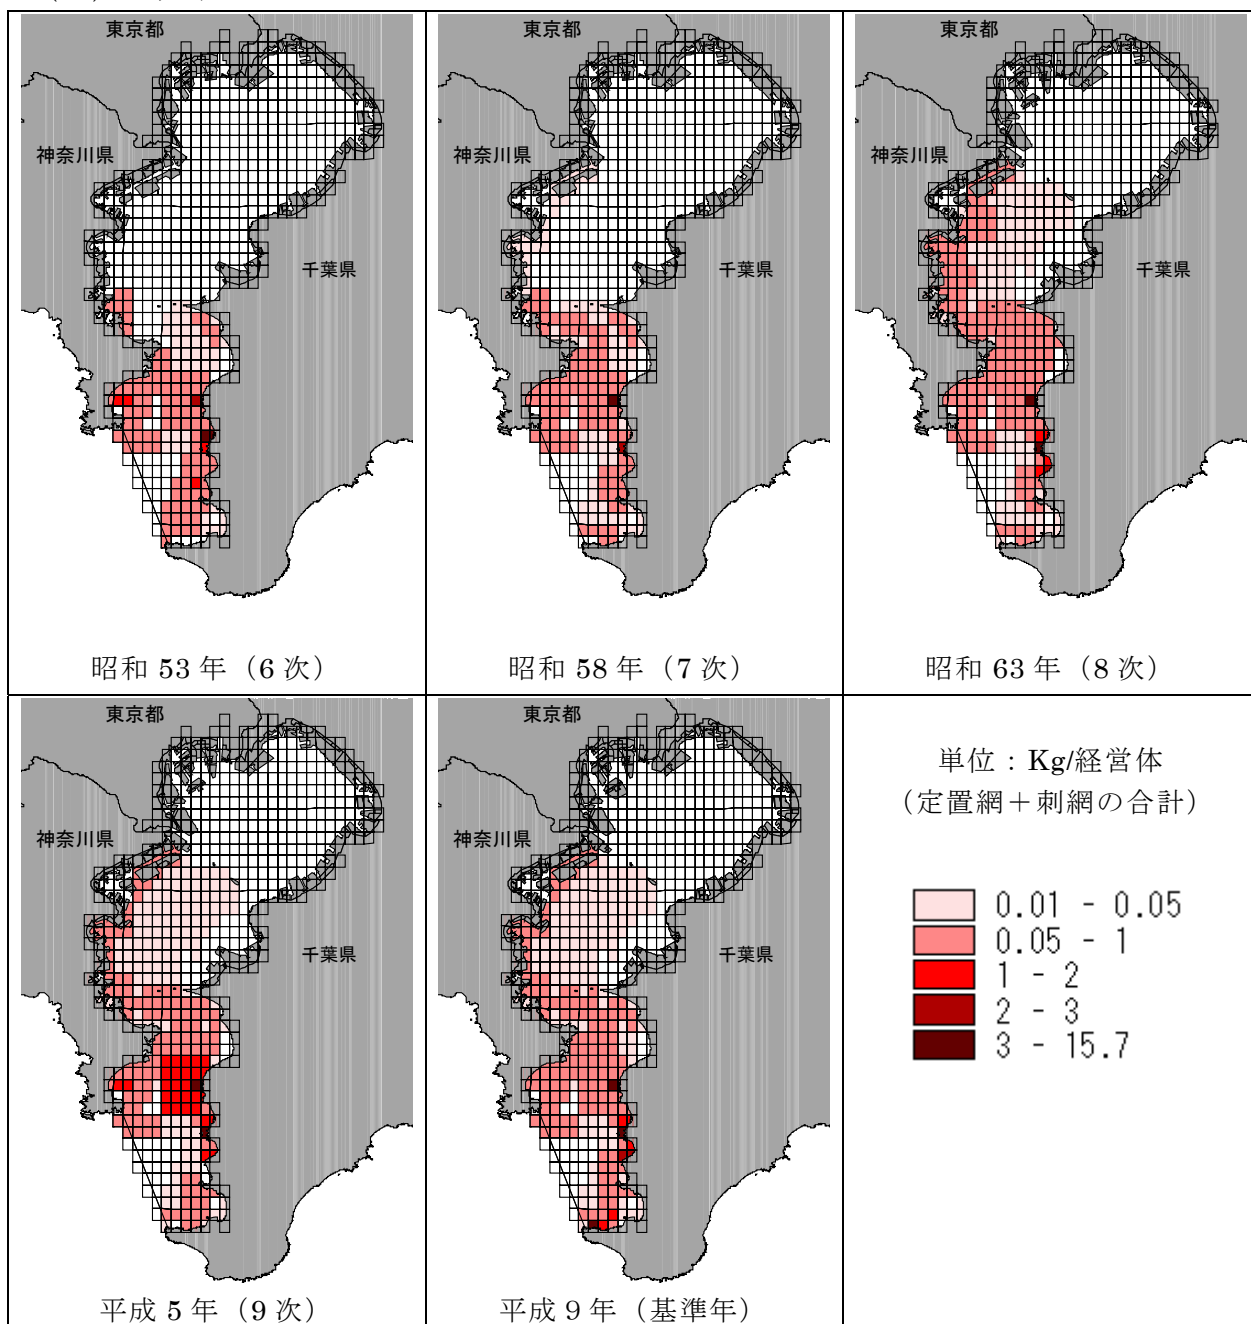 東京都
神奈川県
千葉県
昭和 53 年（6 次）
東京都
神奈川県
千葉県
昭和 58 年（7 次）
東京都
神奈川県
千葉県
昭和 63 年（8 次）
東京都
神奈川県
千葉県
平成 5 年（9 次）
東京都
神奈川県
千葉県
平成 9 年（基準年）
単位：Kg/経営体
（定置網＋刺網の合計）
0.01 - 0.05
0.05 - 1
1 - 2
2 - 3
3 - 15.7